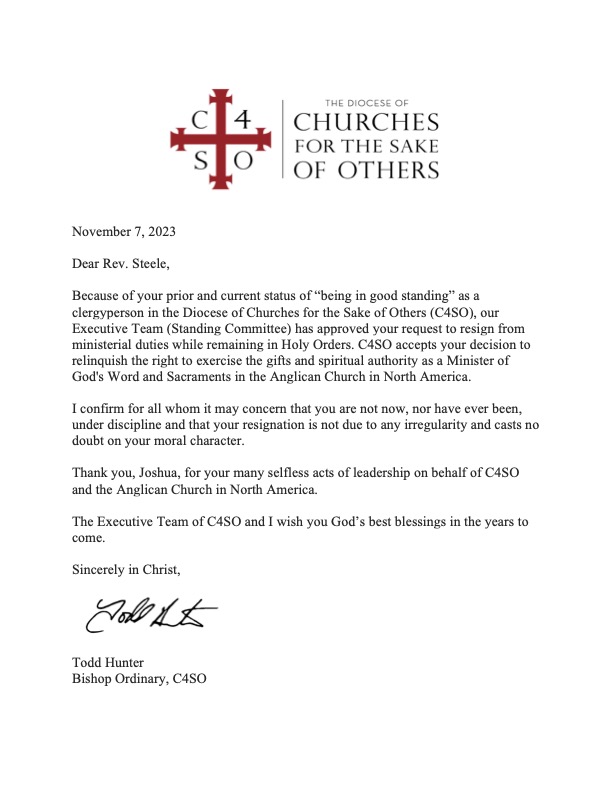 C 4
S O
THE DIOCESE OF
CHURCHES
FOR THE SAKE
OF OTHERS
November 7, 2023
Dear Rev. Steele,
Because of your prior and current status of “being in good standing” as a
clergyperson in the Diocese of Churches for the Sake of Others (C4SO), our
Executive Team (Standing Committee) has approved your request to resign from
ministerial duties while remaining in Holy Orders. C4SO accepts your decision to
relinquish the right to exercise the gifts and spiritual authority as a Minister of
God's Word and Sacraments in the Anglican Church in North America.
I confirm for all whom it may concern that you are not now, nor have ever been,
under discipline and that your resignation is not due to any irregularity and casts no
doubt on your moral character.
Thank you, Joshua, for your many selfless acts of leadership on behalf of C4SO
and the Anglican Church in North America.
The Executive Team of C4SO and I wish you God’s best blessings in the years to
come.
Sincerely in Christ,
Todd Hunter
Bishop Ordinary, C4SO